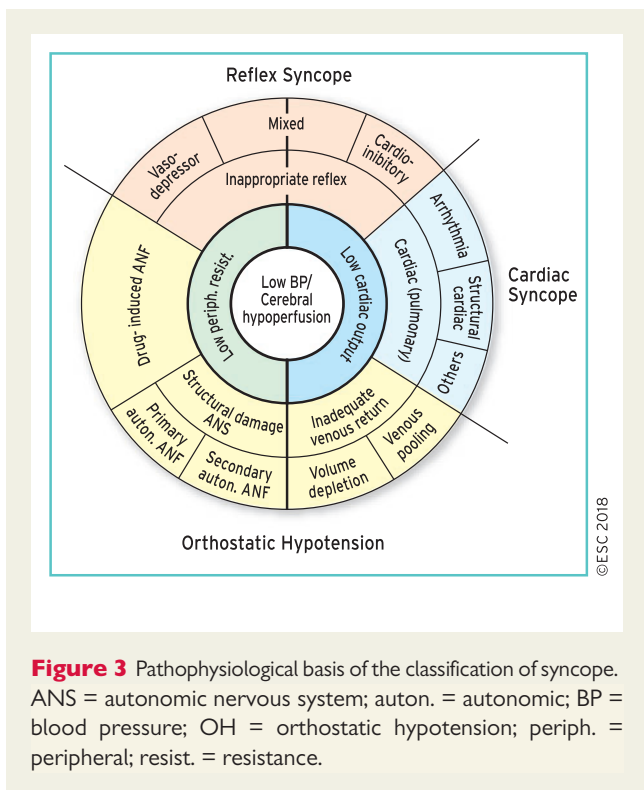 Reflex Syncope
Mixed
Vaso-
depressor
Cardio-
inibitory
Inappropriate reflex
Arrhythmia
Structural
cardiac
Others
Cardiac (pulmonary)
Cardiac
Syncope
Low periph. resist.
Low cardiac output
Low BP/
Cerebral
hypoperfusion
Drug- induced ANF
Structural damage
ANS
Primary
auton. ANF
Secondary
auton. ANF
Inadequate
venous return
Volume
depletion
Venous
pooling
Orthostatic Hypotension
©ESC 2018
Figure 3 Pathophysiological basis of the classification of syncope.
ANS = autonomic nervous system; auton. = autonomic; BP =
blood pressure; OH = orthostatic hypotension; periph. =
peripheral; resist. = resistance.